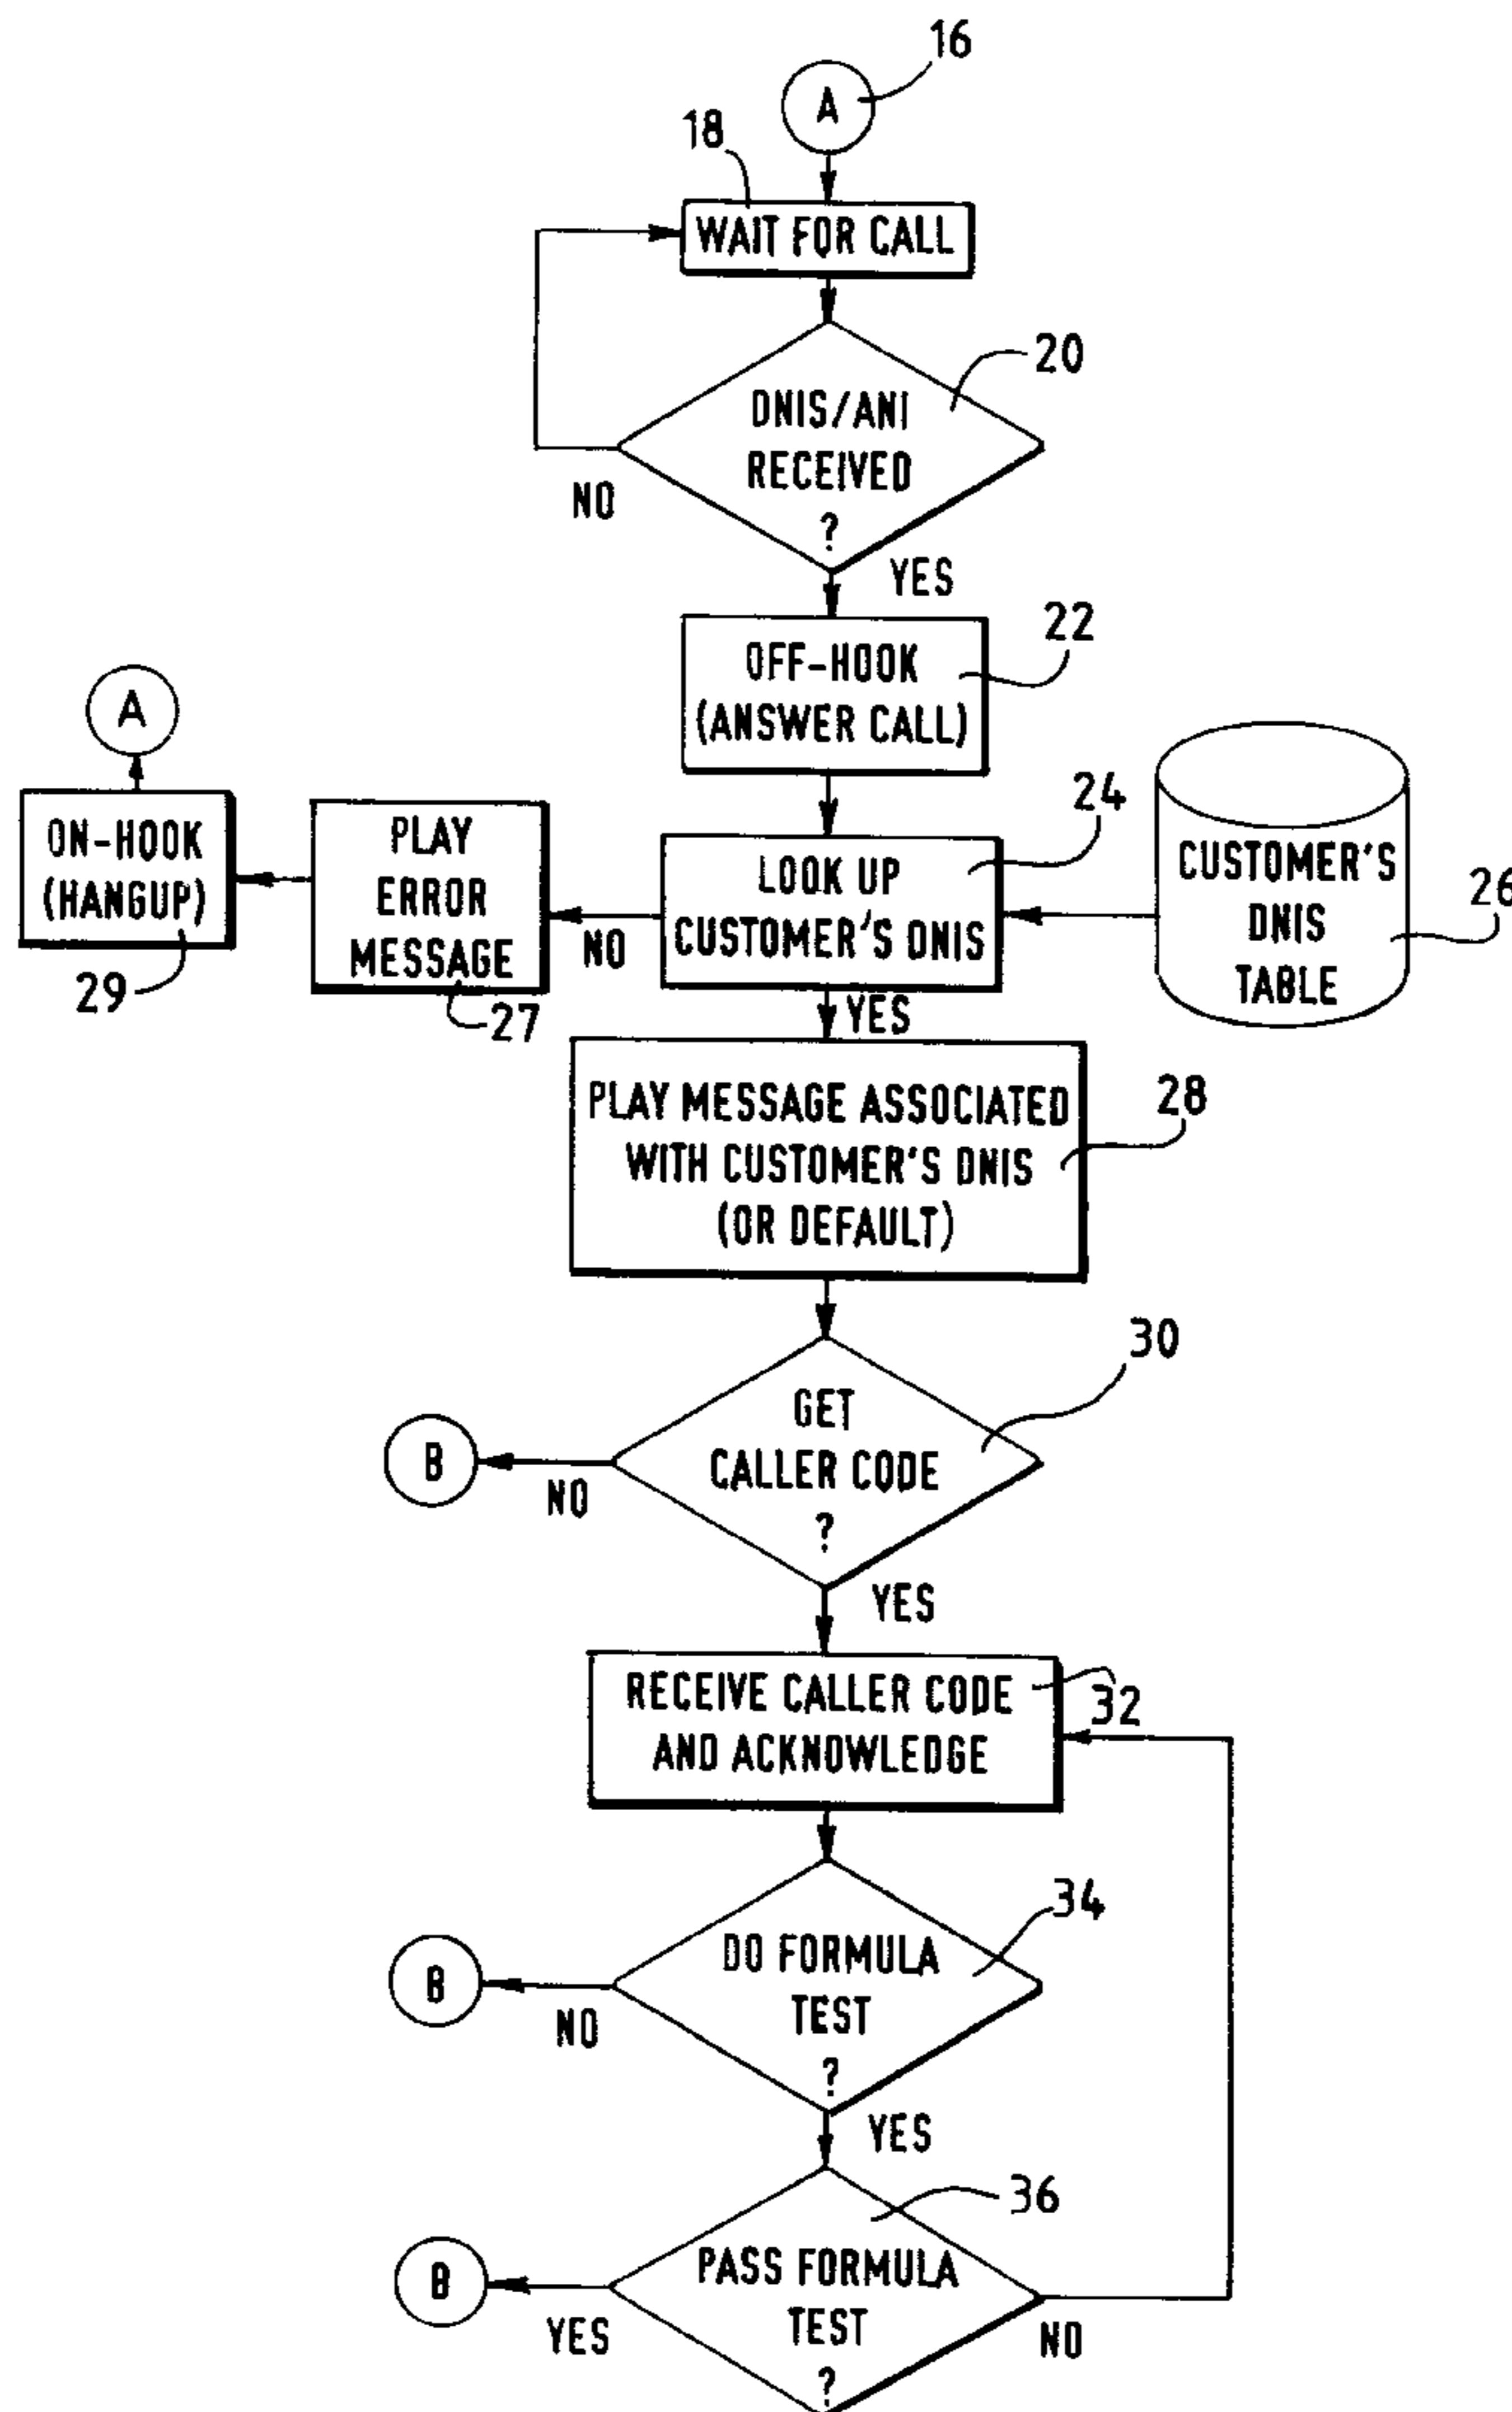 16
A
18
WAIT FOR CALL
20
DNIS/ANI
RECEIVED
?
NO
YES
22
OFF-HOOK
(ANSWER CALL)
A
24
ON-HOOK
(HANGUP)
29
PLAY
ERROR
MESSAGE
27
NO
LOOK UP
CUSTOMER'S DNIS
CUSTOMER'S
DNIS
TABLE
26
YES
PLAY MESSAGE ASSOCIATED
WITH CUSTOMER'S DNIS
(OR DEFAULT)
28
30
GET
CALLER CODE
?
B
NO
YES
RECEIVE CALLER CODE
AND ACKNOWLEDGE
32
34
DO FORMULA
TEST
?
B
NO
YES
36
PASS FORMULA
TEST
?
B
YES
NO